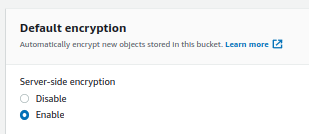 Default encryption
Automatically encrypt new objects stored in this bucket. Learn more
Server-side encryption
Disable
Enable